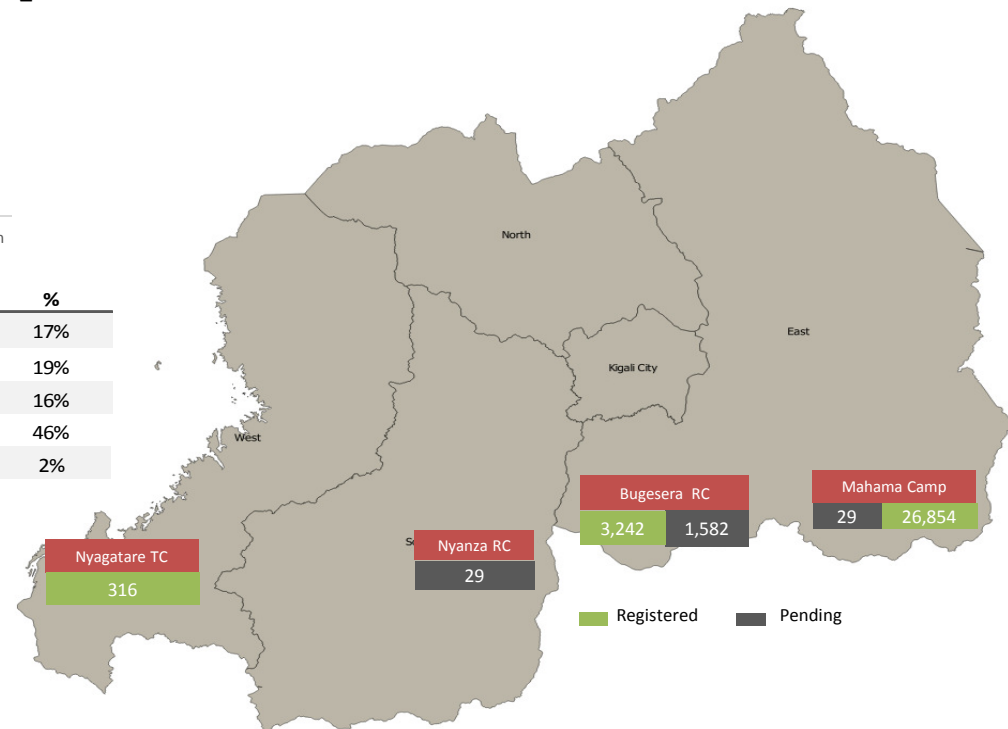 North
n
%
17%
East
19%
Kigali City
16%
46%
West
2%
Bugesera RC
Mahama Camp
3,242 1,582
29 26,854
Nyagatare TC
Nyanza RC
316
29
Registered Pending